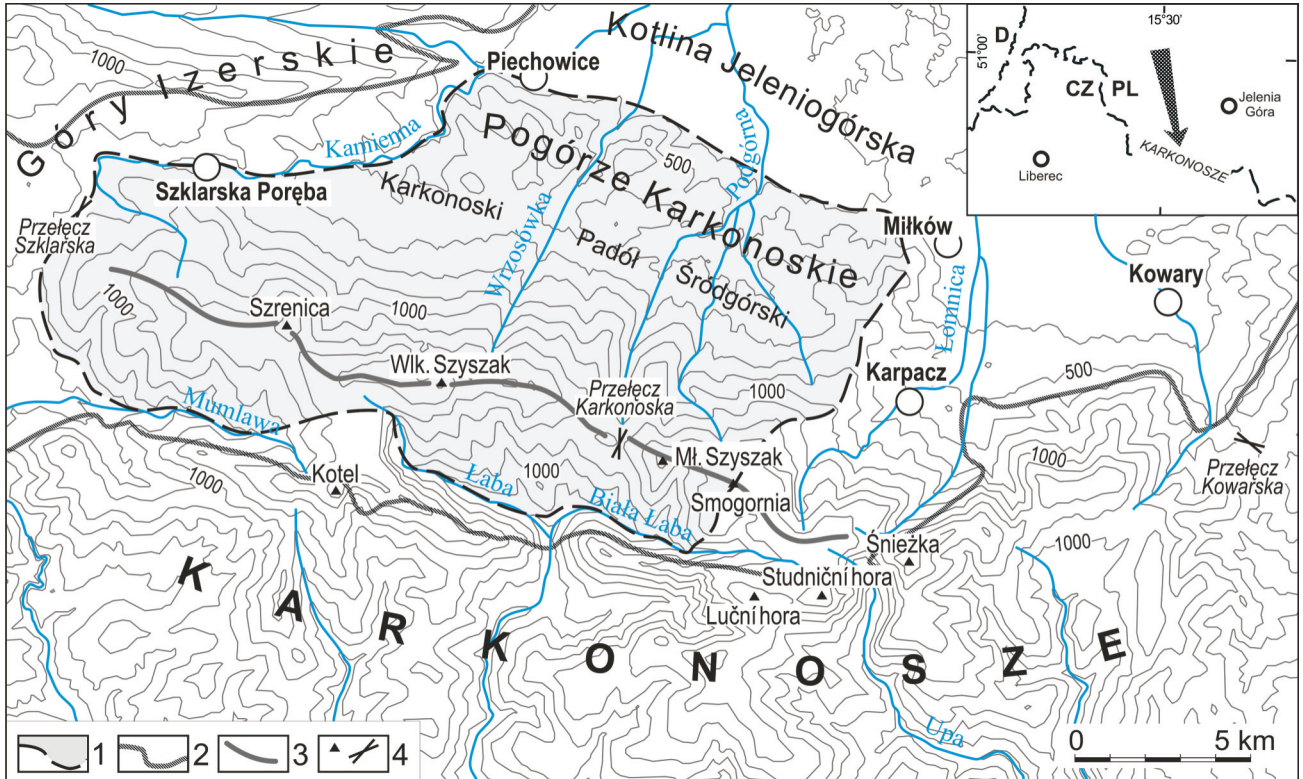 1000
Góry Izerskie
Piechowice
Kotlina Jeleniogórska
Kamienna
Szklarska Poręba
Pogórze Karkonoskie
500
Podgórna
Karkonoski
Padół
Śródgórski
Wrzosówka
Przełęcz
Szklarska
Miłków
Kowary
Łomnica
1000
Szrenica
1000
Wlk. Szyszak
Przełęcz
Karkonoska
1000
Karpacz
500
Mumlawa
1000
Kotel
Łaba
1000
Biała Łaba
Mł. Szyszak
Smogornia
1000
Przełęcz
Kowarska
Śnieżka
1000
Studniční hora
Luční hora
KARKONOSZE
Upa
D
CZ
PL
15°30'
51°00'
Jelenia
Góra
KARKONOSZE
Liberec
1
2
3
4
0
5 km